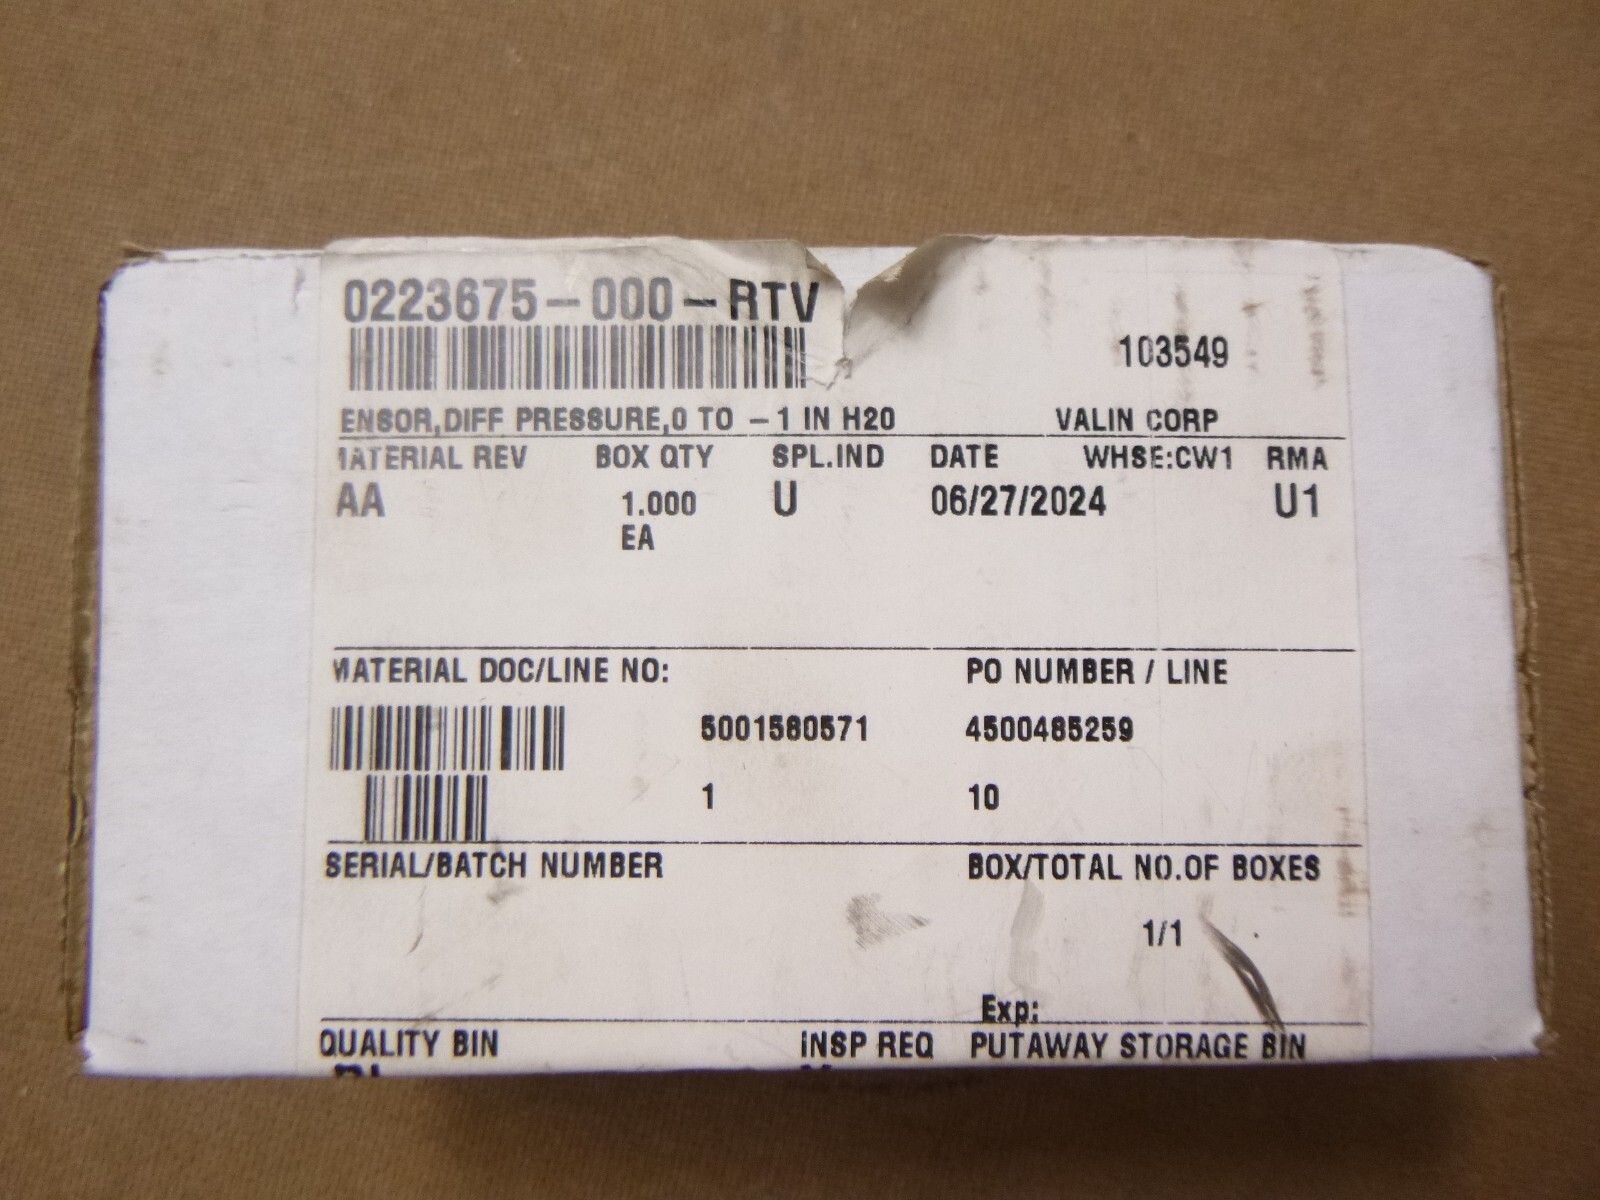 0223675-000-RTV
103549
ENSOR,DIFF PRESSURE,0 TO -1 IN H20 VALIN CORP
MATERIAL REV BOX QTY SPL.IND DATE WHSE:CW1 RMA
AA 1.000 U 06/27/2024 U1
EA
MATERIAL DOC/LINE NO: PO NUMBER / LINE
5001580571 4500485259
1 10
SERIAL/BATCH NUMBER BOX/TOTAL NO.OF BOXES
1/1
Exp:
QUALITY BIN INSP REQ PUTAWAY STORAGE BIN